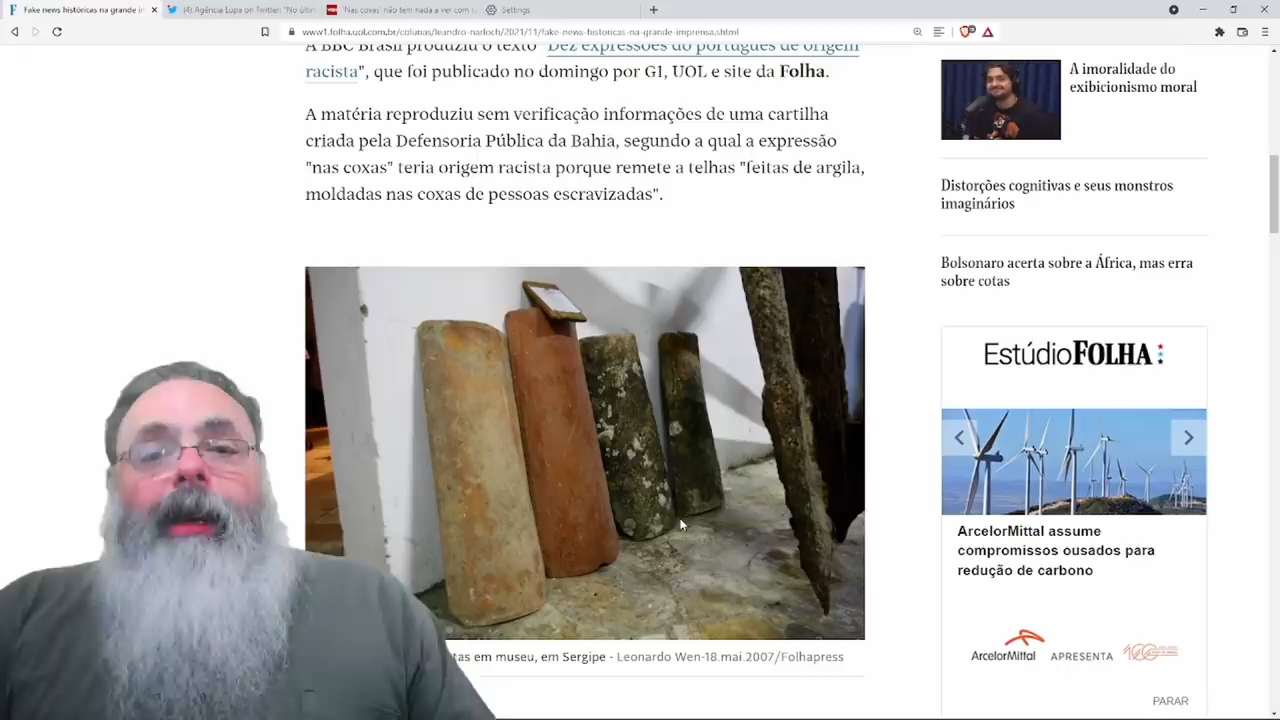 Fake news históricas na grande in
(4) Agência Lupa on Twitter: "No últi
"Nas coxas" não tem nada a ver com t
Settings
www1.folha.uol.com.br/colunas/leandro-narloch/2021/11/fake-news-historicas-na-grande-imprensa.shtml
A BBC Brasil produziu o texto "Dez expressões do português de origem
racista", que foi publicado no domingo por G1, UOL e site da Folha.
A matéria reproduziu sem verificação informações de uma cartilha
criada pela Defensoria Pública da Bahia, segundo a qual a expressão
"nas coxas" teria origem racista porque remete a telhas "feitas de argila,
moldadas nas coxas de pessoas escravizadas".
tas em museu, em Sergipe - Leonardo Wen-18.mai.2007/Folhapress
A imoralidade do
exibicionismo moral
Distorções cognitivas e seus monstros
imaginários
Bolsonaro acerta sobre a África, mas erra
sobre cotas
Estúdio FOLHA
ArcelorMittal assume
compromissos ousados para
redução de carbono
ArcelorMittal APRESENTA 100
PARAR